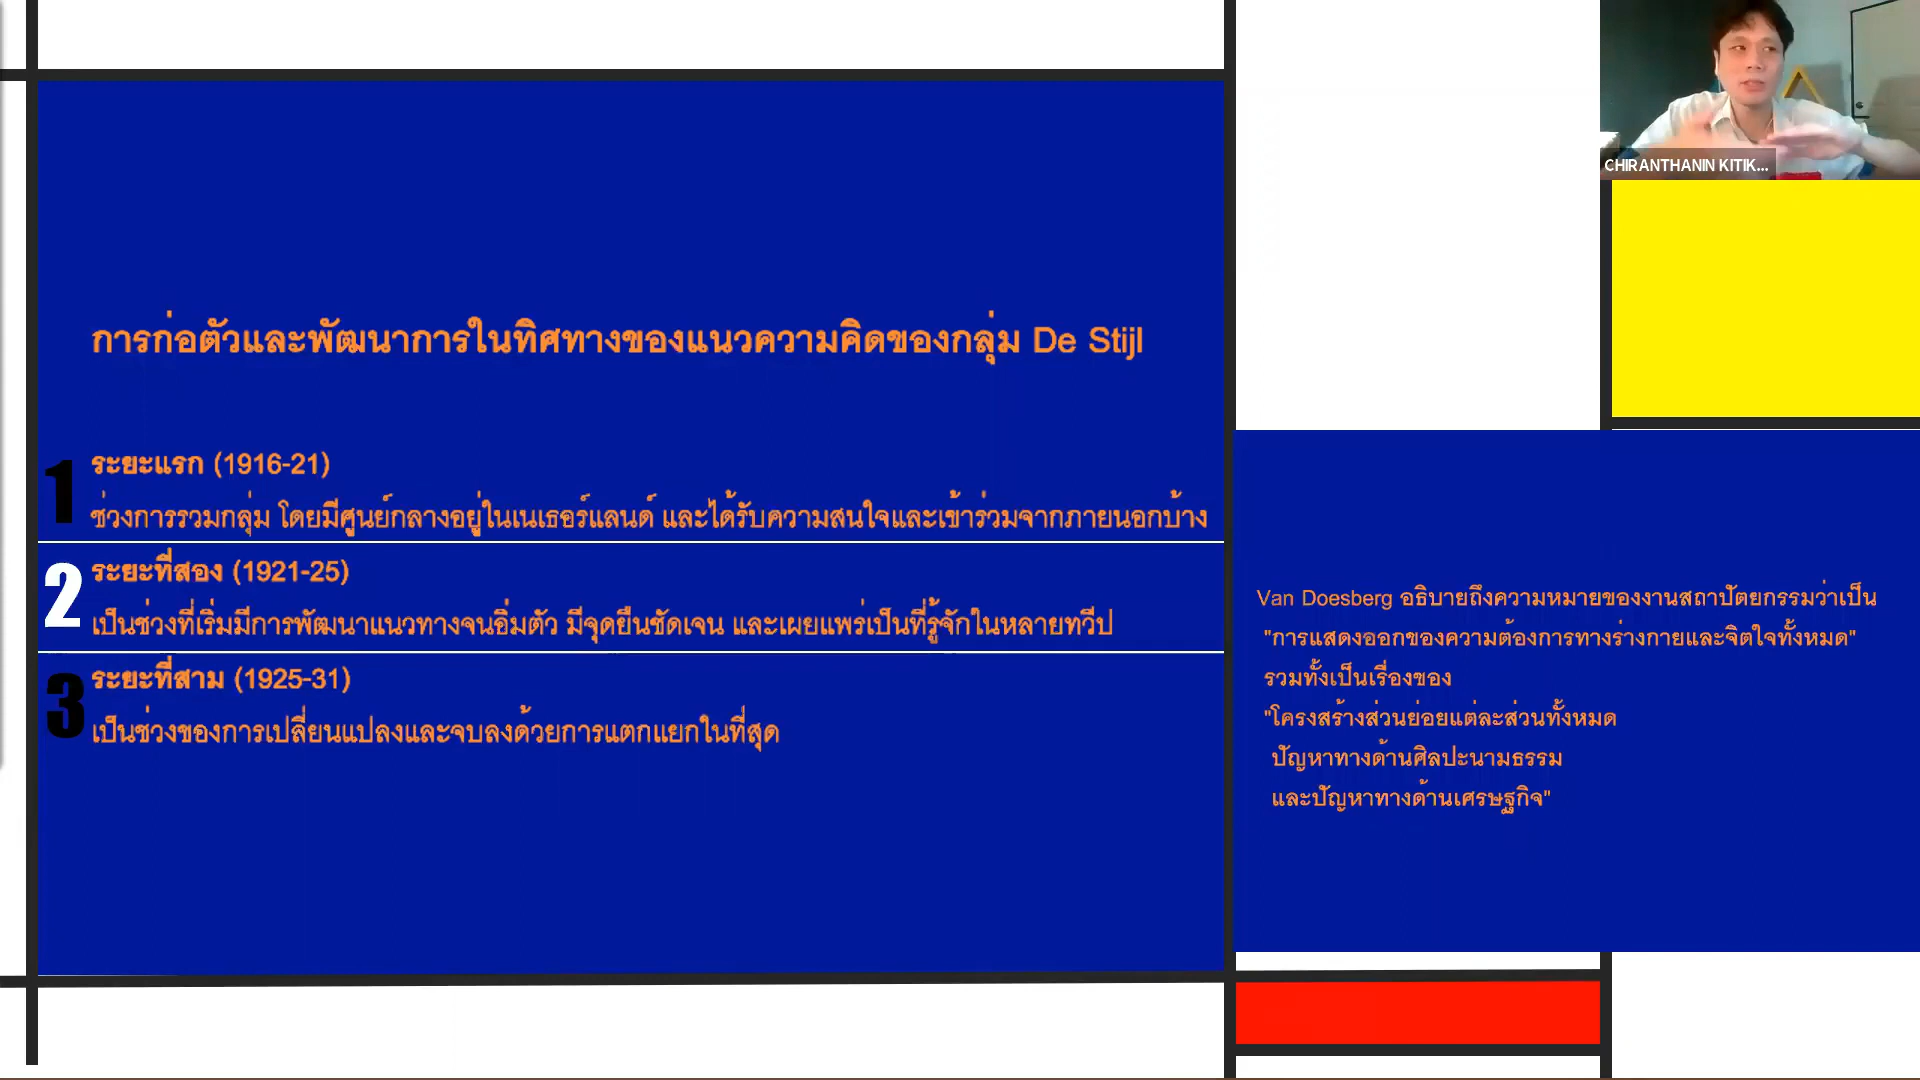 CHIRANTHANIN KITIK...
การก่อตัวและพัฒนาการในทิศทางของแนวความคิดของกลุ่ม De Stijl
1
ระยะแรก (1916-21)
ช่วงการรวมกลุ่ม โดยมีศูนย์กลางอยู่ในเนเธอร์แลนด์ และได้รับความสนใจและเข้าร่วมจากภายนอกบ้าง
2
ระยะที่สอง (1921-25)
เป็นช่วงที่เริ่มมีการพัฒนาแนวทางจนอิ่มตัว มีจุดยืนชัดเจน และเผยแพร่เป็นที่รู้จักในหลายทวีป
3
ระยะที่สาม (1925-31)
เป็นช่วงของการเปลี่ยนแปลงและจบลงด้วยการแตกแยกในที่สุด
Van Doesberg อธิบายถึงความหมายของงานสถาปัตยกรรมว่าเป็น
"การแสดงออกของความต้องการทางร่างกายและจิตใจทั้งหมด"
รวมทั้งเป็นเรื่องของ
"โครงสร้างส่วนย่อยแต่ละส่วนทั้งหมด
ปัญหาทางด้านศิลปะนามธรรม
และปัญหาทางด้านเศรษฐกิจ"